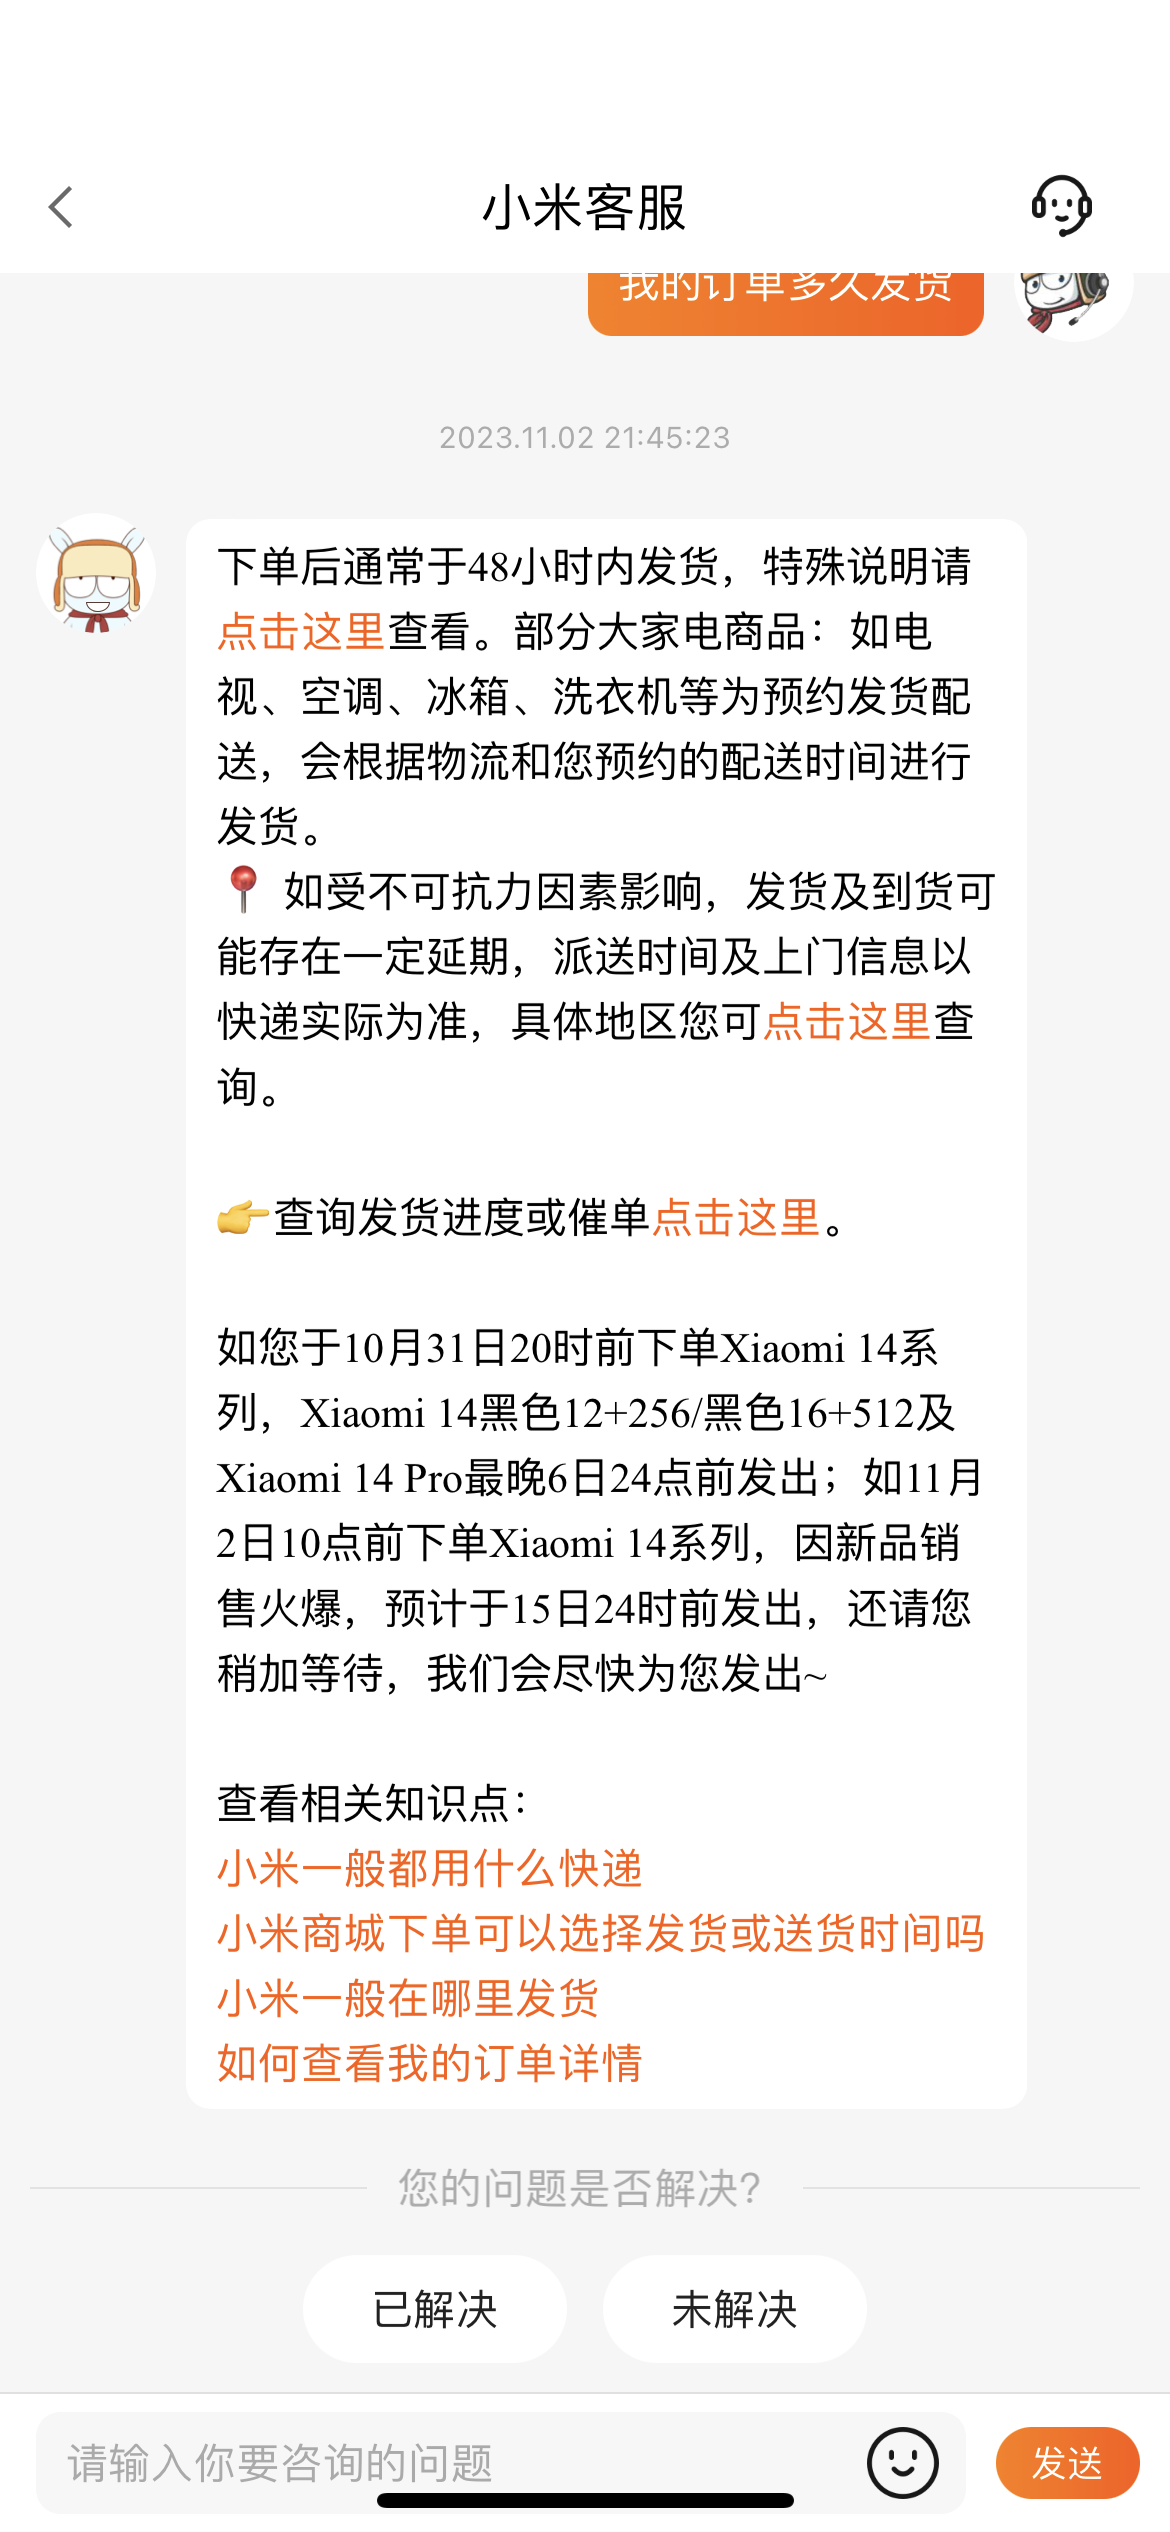 小米客服
我的订单多久发货
2023.11.02 21:45:23
下单后通常于48小时内发货，特殊说明请
点击这里查看。部分大家电商品：如电
视、空调、冰箱、洗衣机等为预约发货配
送，会根据物流和您预约的配送时间进行
发货。
📍 如受不可抗力因素影响，发货及到货可
能存在一定延期，派送时间及上门信息以
快递实际为准，具体地区您可点击这里查
询。
👉查询发货进度或催单点击这里。
如您于10月31日20时前下单Xiaomi 14系
列，Xiaomi 14黑色12+256/黑色16+512及
Xiaomi 14 Pro最晚6日24点前发出；如11月
2日10点前下单Xiaomi 14系列，因新品销
售火爆，预计于15日24时前发出，还请您
稍加等待，我们会尽快为您发出~
查看相关知识点：
小米一般都用什么快递
小米商城下单可以选择发货或送货时间吗
小米一般在哪里发货
如何查看我的订单详情
您的问题是否解决?
已解决
未解决
请输入你要咨询的问题
发送